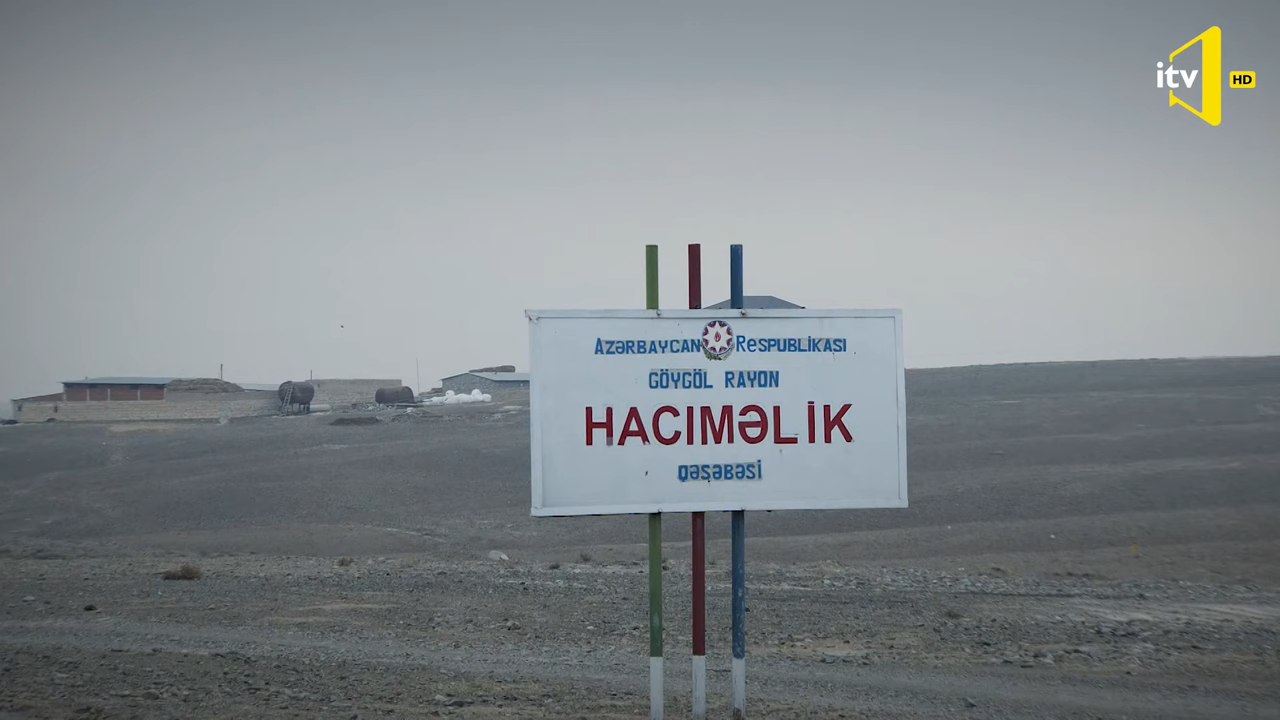 itv HD
AZƏRBAYCAN RESPUBLİKASI
GÖYGÖL RAYON
HACIMƏLİK
QƏSƏBƏSİ